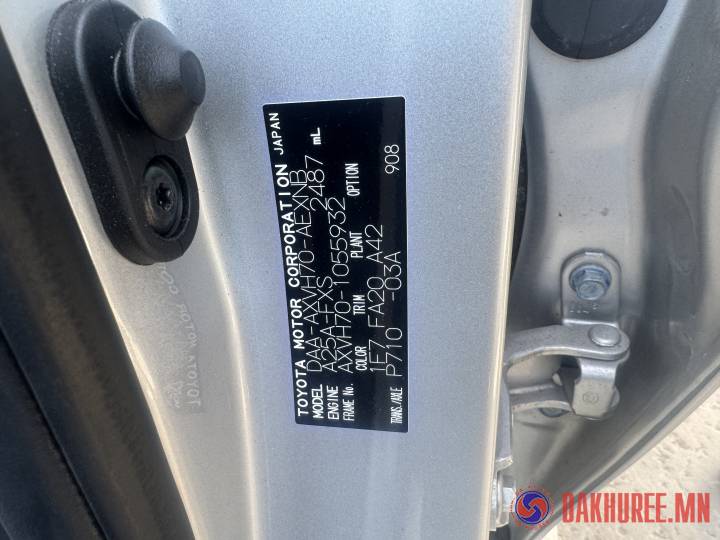 TOYOTA MOTOR CORPORATION JAPAN
MODEL DAA-AXVH70-AEXNB
ENGINE A25A-FXS 2487 mL
FRAME No. AXVH70-1055932
COLOR TRIM PLANT OPTION
1F7 FA20 A42
TRANS./AXLE P710 -03A 908
OAKHUREE.MN